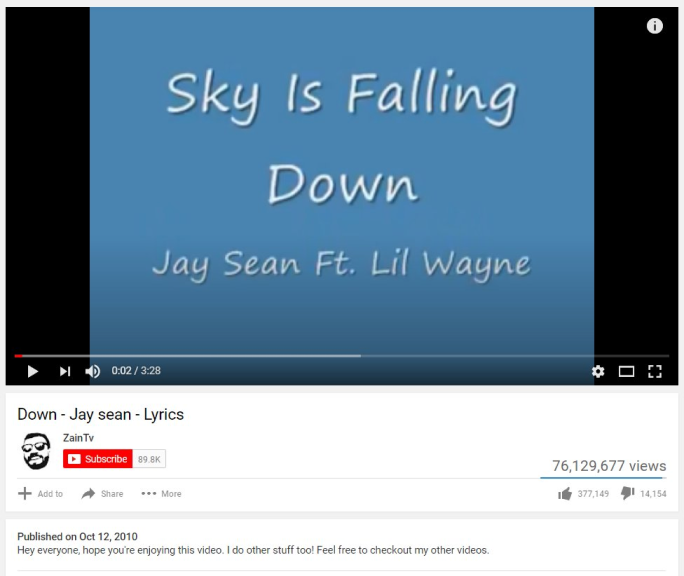 Sky Is Falling
Down
Jay Sean Ft. Lil Wayne
0:02 / 3:28
Down - Jay sean - Lyrics
ZainTv
Subscribe 89.8K
76,129,677 views
Add to Share More 377,149 14,154
Published on Oct 12, 2010
Hey everyone, hope you're enjoying this video. I do other stuff too! Feel free to checkout my other videos.